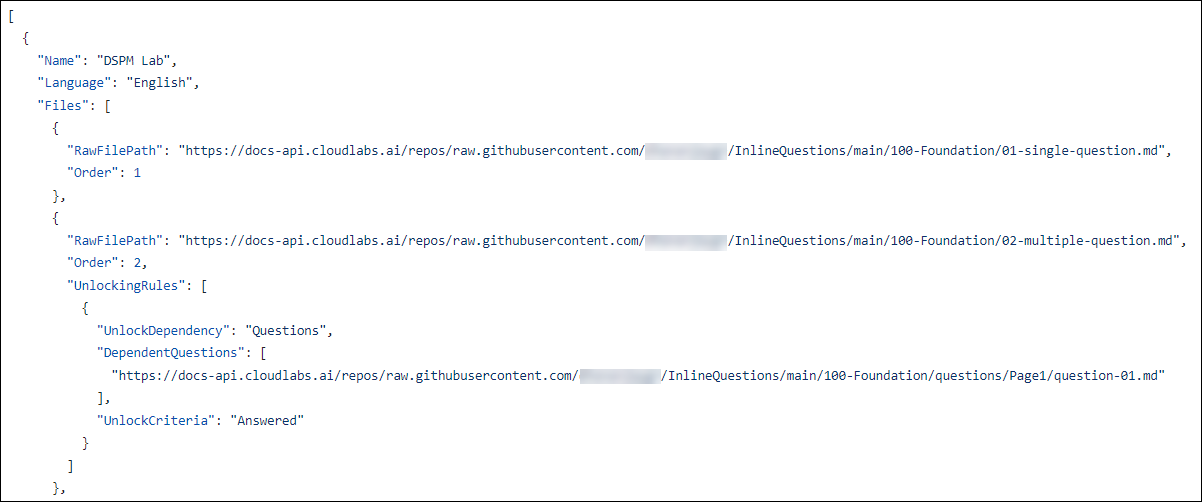 [
{
"Name": "DSPM Lab",
"Language": "English",
"Files": [
{
"RawFilePath": "https://docs-api.cloudlabs.ai/repos/raw.githubusercontent.com/ /InlineQuestions/main/100-Foundation/01-single-question.md",
"Order": 1
},
{
"RawFilePath": "https://docs-api.cloudlabs.ai/repos/raw.githubusercontent.com/ /InlineQuestions/main/100-Foundation/02-multiple-question.md",
"Order": 2,
"UnlockingRules": [
{
"UnlockDependency": "Questions",
"DependentQuestions": [
"https://docs-api.cloudlabs.ai/repos/raw.githubusercontent.com/ /InlineQuestions/main/100-Foundation/questions/Page1/question-01.md"
],
"UnlockCriteria": "Answered"
}
]
},